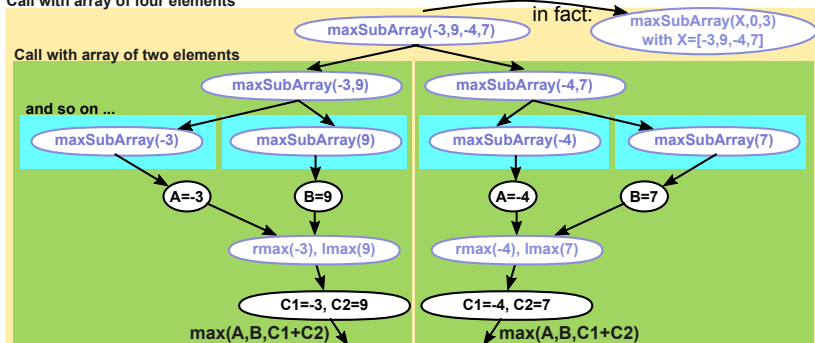 Call with array of four elements
in fact:
maxSubArray(-3,9,-4,7)
maxSubArray(X,0,3)
with X=[-3,9,-4,7]
Call with array of two elements
maxSubArray(-3,9)
maxSubArray(-4,7)
and so on ...
maxSubArray(-3)
maxSubArray(9)
maxSubArray(-4)
maxSubArray(7)
A=-3
B=9
A=-4
B=7
rmax(-3), lmax(9)
rmax(-4), lmax(7)
C1=-3, C2=9
C1=-4, C2=7
max(A,B,C1+C2)
max(A,B,C1+C2)